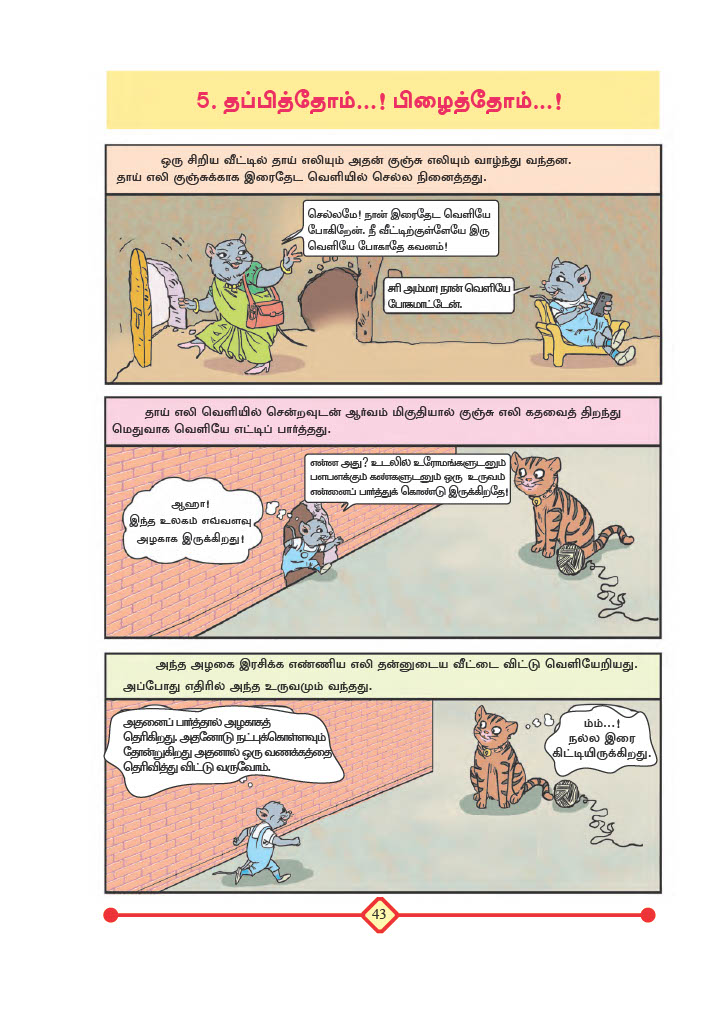 5. தப்பித்தோம்...! பிழைத்தோம்...!
ஒரு சிறிய வீட்டில் தாய் எலியும் அதன் குஞ்சு எலியும் வாழ்ந்து வந்தன.
தாய் எலி குஞ்சுக்காக இரைதேட வெளியில் செல்ல நினைத்தது.
செல்லமே! நான் இரைதேட வெளியே
போகிறேன். நீ வீட்டிற்குள்ளேயே இரு
வெளியே போகாதே கவனம்!
சரி அம்மா! நான் வெளியே
போகமாட்டேன்.
தாய் எலி வெளியில் சென்றவுடன் ஆர்வம் மிகுதியால் குஞ்சு எலி கதவைத் திறந்து
மெதுவாக வெளியே எட்டிப் பார்த்தது.
ஆஹா!
இந்த உலகம் எவ்வளவு
அழகாக இருக்கிறது!
என்ன அது? உடலில் உரோமங்களுடனும்
பளபளக்கும் கண்களுடனும் ஒரு உருவம்
என்னைப் பார்த்துக் கொண்டு இருக்கிறதே!
அந்த அழகை இரசிக்க எண்ணிய எலி தன்னுடைய வீட்டை விட்டு வெளியேறியது.
அப்போது எதிரில் அந்த உருவமும் வந்தது.
அதனைப் பார்த்தால் அழகாகத்
தெரிகிறது. அதனோடு நட்புக்கொள்ளவும்
தோன்றுகிறது அதனால் ஒரு வணக்கத்தை
தெரிவித்து விட்டு வருவோம்.
ம்ம்...!
நல்ல இரை
கிட்டியிருக்கிறது.
43